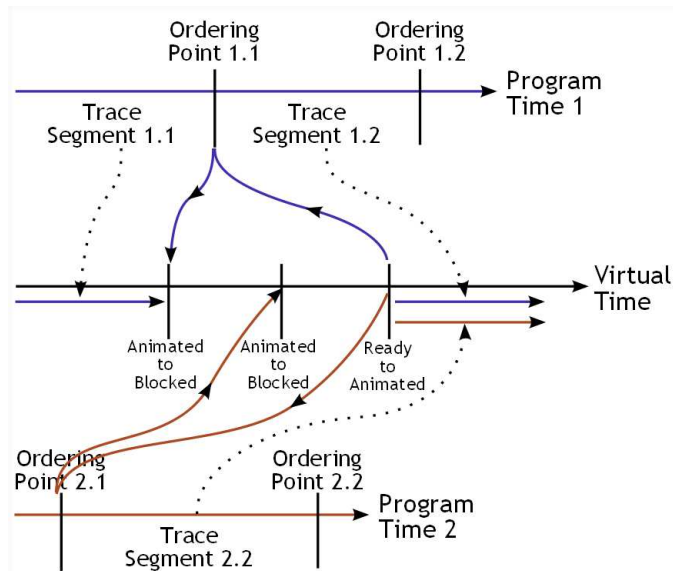 Ordering
Point 1.1
Ordering
Point 1.2
Program
Time 1
Trace
Segment 1.1
Trace
Segment 1.2
Virtual
Time
Animated
to
Blocked
Animated
to
Blocked
Ready
to
Animated
Ordering
Point 2.1
Ordering
Point 2.2
Program
Time 2
Trace
Segment 2.2